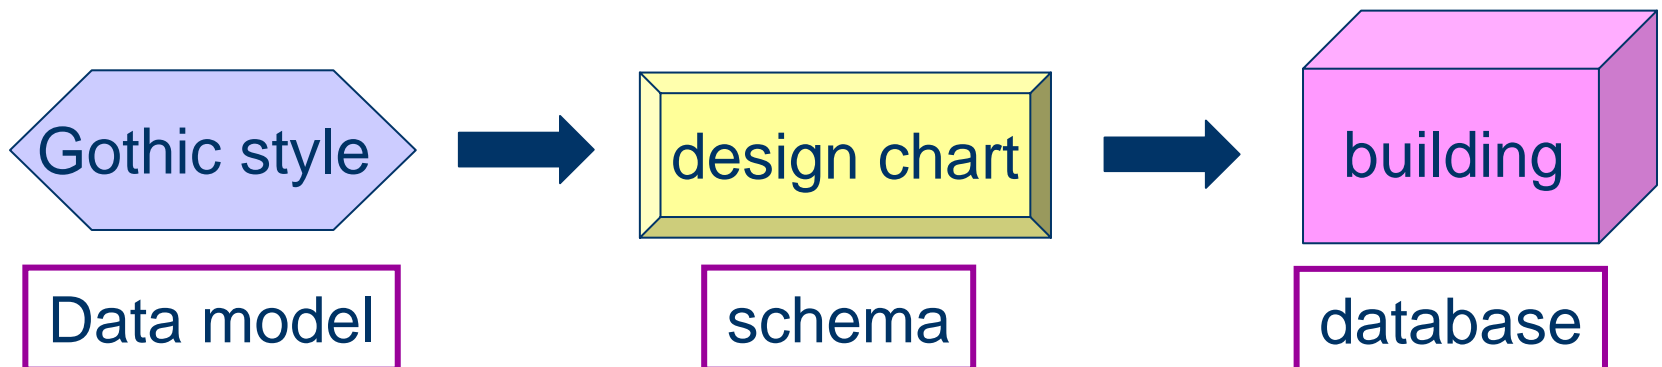 Gothic style
design chart
building
Data model
schema
database